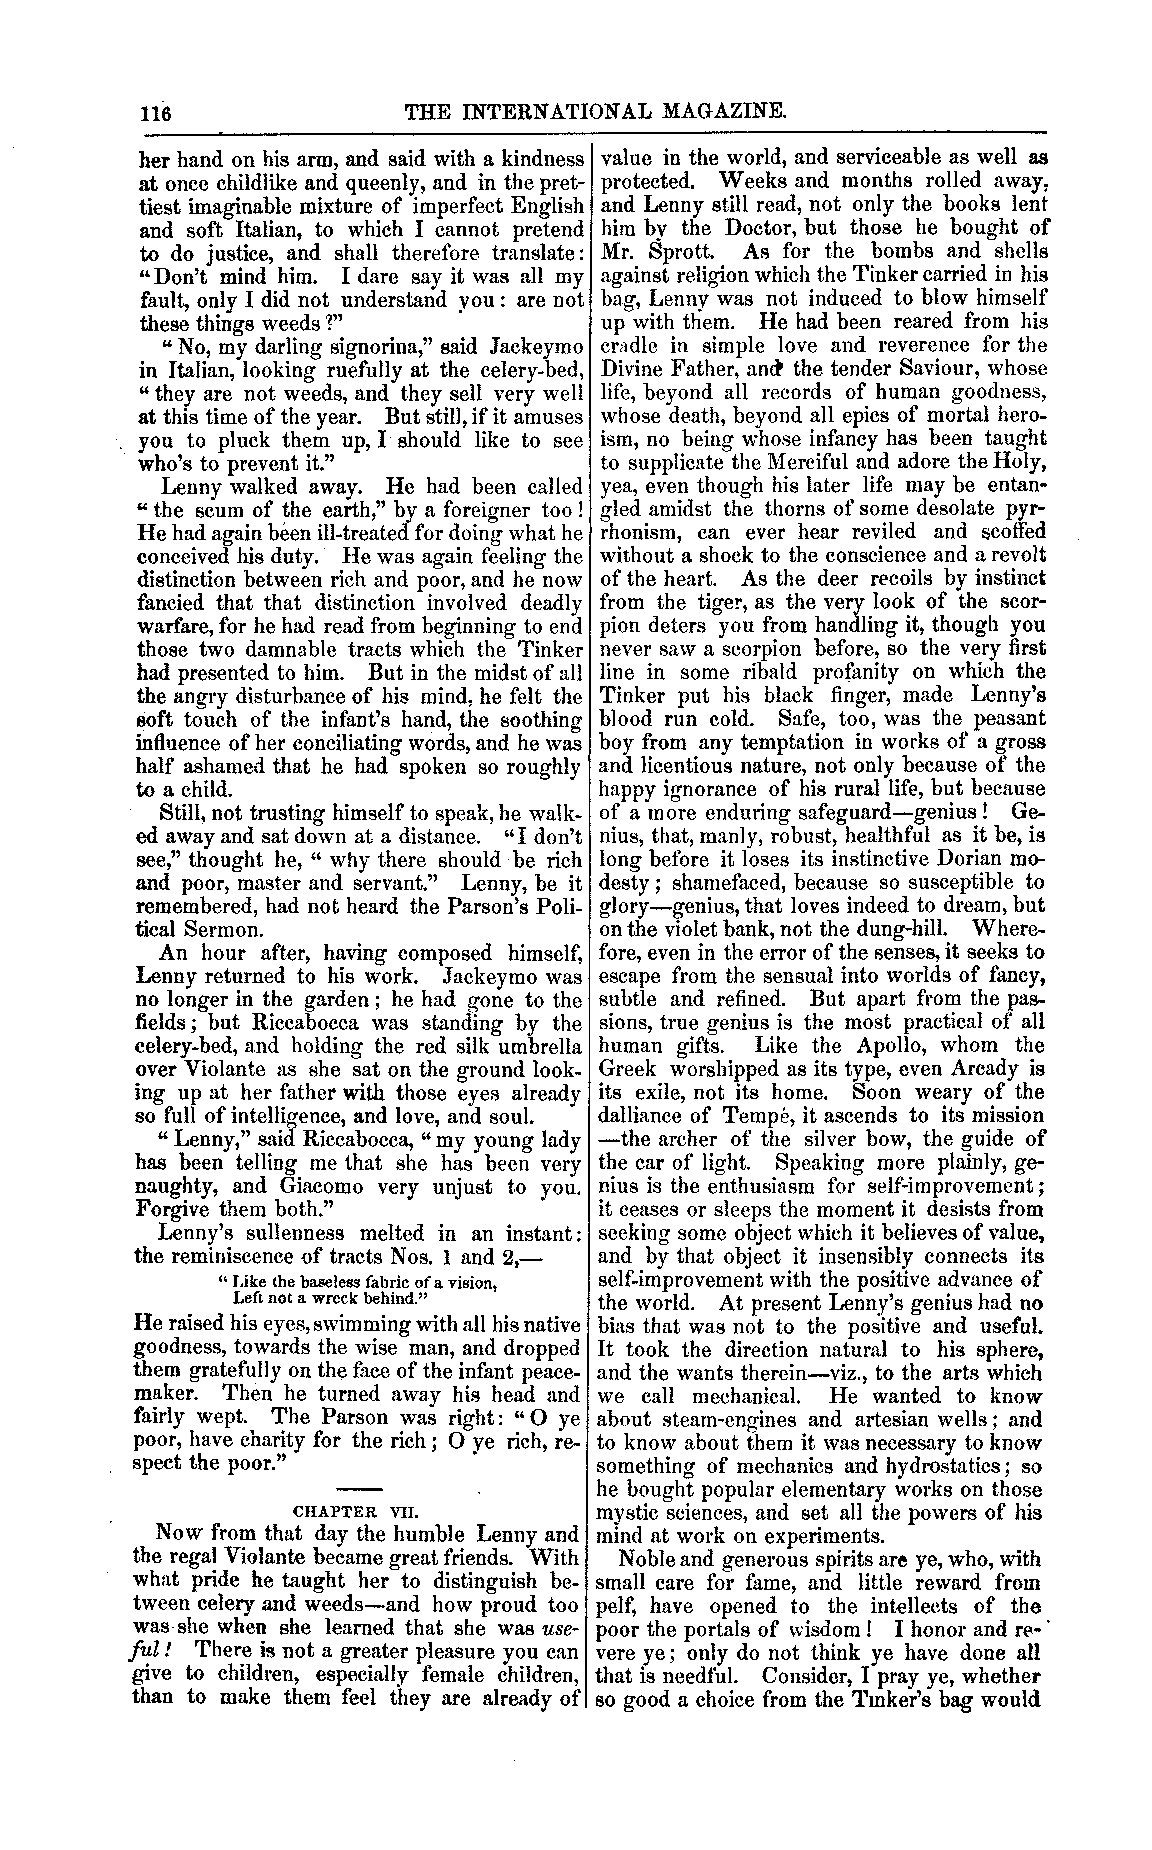 116 THE INTERNATIONAL MAGAZINE.
her hand on his arm, and said with a kindness
at once childlike and queenly, and in the pret-
tiest imaginable mixture of imperfect English
and soft Italian, to which I cannot pretend
to do justice, and shall therefore translate:
“Don’t mind him. I dare say it was all my
fault, only I did not understand you: are not
these things weeds?”
“No, my darling signorina,” said Jackeymo
in Italian, looking ruefully at the celery-bed,
“they are not weeds, and they sell very well
at this time of the year. But still, if it amuses
you to pluck them up, I should like to see
who’s to prevent it.”
Lenny walked away. He had been called
“the scum of the earth,” by a foreigner too!
He had again been ill-treated for doing what he
conceived his duty. He was again feeling the
distinction between rich and poor, and he now
fancied that that distinction involved deadly
warfare, for he had read from beginning to end
those two damnable tracts which the Tinker
had presented to him. But in the midst of all
the angry disturbance of his mind, he felt the
soft touch of the infant’s hand, the soothing
influence of her conciliating words, and he was
half ashamed that he had spoken so roughly
to a child.
Still, not trusting himself to speak, he walk-
ed away and sat down at a distance. “I don’t
see,” thought he, “why there should be rich
and poor, master and servant.” Lenny, be it
remembered, had not heard the Parson’s Poli-
tical Sermon.
An hour after, having composed himself,
Lenny returned to his work. Jackeymo was
no longer in the garden; he had gone to the
fields; but Riccabocca was standing by the
celery-bed, and holding the red silk umbrella
over Violante as she sat on the ground look-
ing up at her father with those eyes already
so full of intelligence, and love, and soul.
“Lenny,” said Riccabocca, “my young lady
has been telling me that she has been very
naughty, and Giacomo very unjust to you.
Forgive them both.”
Lenny’s sullenness melted in an instant:
the reminiscence of tracts Nos. 1 and 2,—
“Like the baseless fabric of a vision,
Left not a wreck behind.”
He raised his eyes, swimming with all his native
goodness, towards the wise man, and dropped
them gratefully on the face of the infant peace-
maker. Then he turned away his head and
fairly wept. The Parson was right: “O ye
poor, have charity for the rich; O ye rich, re-
spect the poor.”
CHAPTER VII.
Now from that day the humble Lenny and
the regal Violante became great friends. With
what pride he taught her to distinguish be-
tween celery and weeds—and how proud too
was she when she learned that she was use-
ful! There is not a greater pleasure you can
give to children, especially female children,
than to make them feel they are already of
value in the world, and serviceable as well as
protected. Weeks and months rolled away,
and Lenny still read, not only the books lent
him by the Doctor, but those he bought of
Mr. Sprott. As for the bombs and shells
against religion which the Tinker carried in his
bag, Lenny was not induced to blow himself
up with them. He had been reared from his
cradle in simple love and reverence for the
Divine Father, and the tender Saviour, whose
life, beyond all records of human goodness,
whose death, beyond all epics of mortal hero-
ism, no being whose infancy has been taught
to supplicate the Merciful and adore the Holy,
yea, even though his later life may be entan-
gled amidst the thorns of some desolate pyr-
rhonism, can ever hear reviled and scoffed
without a shock to the conscience and a revolt
of the heart. As the deer recoils by instinct
from the tiger, as the very look of the scor-
pion deters you from handling it, though you
never saw a scorpion before, so the very first
line in some ribald profanity on which the
Tinker put his black finger, made Lenny’s
blood run cold. Safe, too, was the peasant
boy from any temptation in works of a gross
and licentious nature, not only because of the
happy ignorance of his rural life, but because
of a more enduring safeguard—genius! Ge-
nius, that, manly, robust, healthful as it be, is
long before it loses its instinctive Dorian mo-
desty; shamefaced, because so susceptible to
glory—genius, that loves indeed to dream, but
on the violet bank, not the dung-hill. Where-
fore, even in the error of the senses, it seeks to
escape from the sensual into worlds of fancy,
subtle and refined. But apart from the pas-
sions, true genius is the most practical of all
human gifts. Like the Apollo, whom the
Greek worshipped as its type, even Arcady is
its exile, not its home. Soon weary of the
dalliance of Tempé, it ascends to its mission
—the archer of the silver bow, the guide of
the car of light. Speaking more plainly, ge-
nius is the enthusiasm for self-improvement;
it ceases or sleeps the moment it desists from
seeking some object which it believes of value,
and by that object it insensibly connects its
self-improvement with the positive advance of
the world. At present Lenny’s genius had no
bias that was not to the positive and useful.
It took the direction natural to his sphere,
and the wants therein—viz., to the arts which
we call mechanical. He wanted to know
about steam-engines and artesian wells; and
to know about them it was necessary to know
something of mechanics and hydrostatics; so
he bought popular elementary works on those
mystic sciences, and set all the powers of his
mind at work on experiments.
Noble and generous spirits are ye, who, with
small care for fame, and little reward from
pelf, have opened to the intellects of the
poor the portals of wisdom! I honor and re-
vere ye; only do not think ye have done all
that is needful. Consider, I pray ye, whether
so good a choice from the Tinker’s bag would